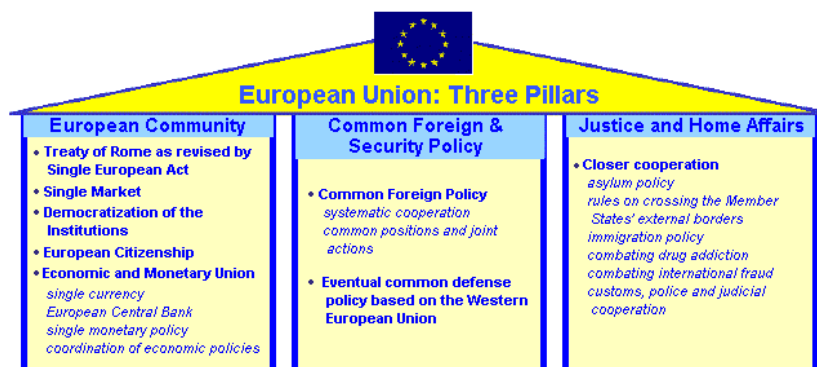 European Union: Three Pillars
European Community
• Treaty of Rome as revised by
Single European Act
• Single Market
• Democratization of the
Institutions
• European Citizenship
• Economic and Monetary Union
single currency
European Central Bank
single monetary policy
coordination of economic policies
Common Foreign &
Security Policy
• Common Foreign Policy
systematic cooperation
common positions and joint
actions
• Eventual common defense
policy based on the Western
European Union
Justice and Home Affairs
• Closer cooperation
asylum policy
rules on crossing the Member
States' external borders
immigration policy
combating drug addiction
combating international fraud
customs, police and judicial
cooperation